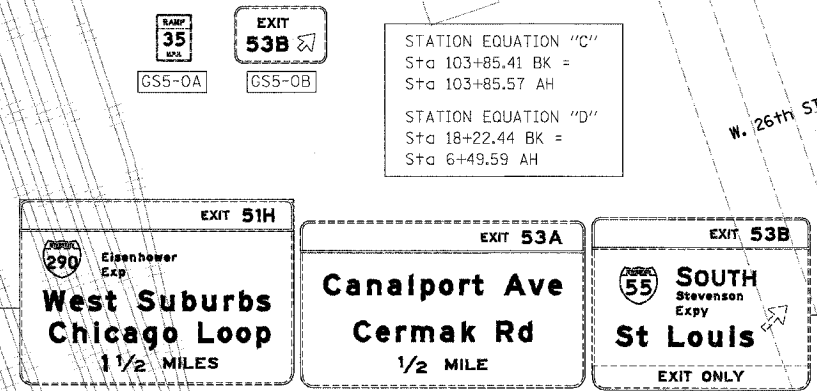 RAMP
35
M.P.H.
GS5-0A
EXIT
53B
GS5-0B
STATION EQUATION "C"
Sta 103+85.41 BK =
Sta 103+85.57 AH
STATION EQUATION "D"
Sta 18+22.44 BK =
Sta 6+49.59 AH
W. 26th ST
EXIT 51H
290 Eisenhower
Exp
West Suburbs
Chicago Loop
1 1/2 MILES
EXIT 53A
Canalport Ave
Cermak Rd
1/2 MILE
EXIT 53B
55 SOUTH
Stevenson
Expy
St Louis
EXIT ONLY